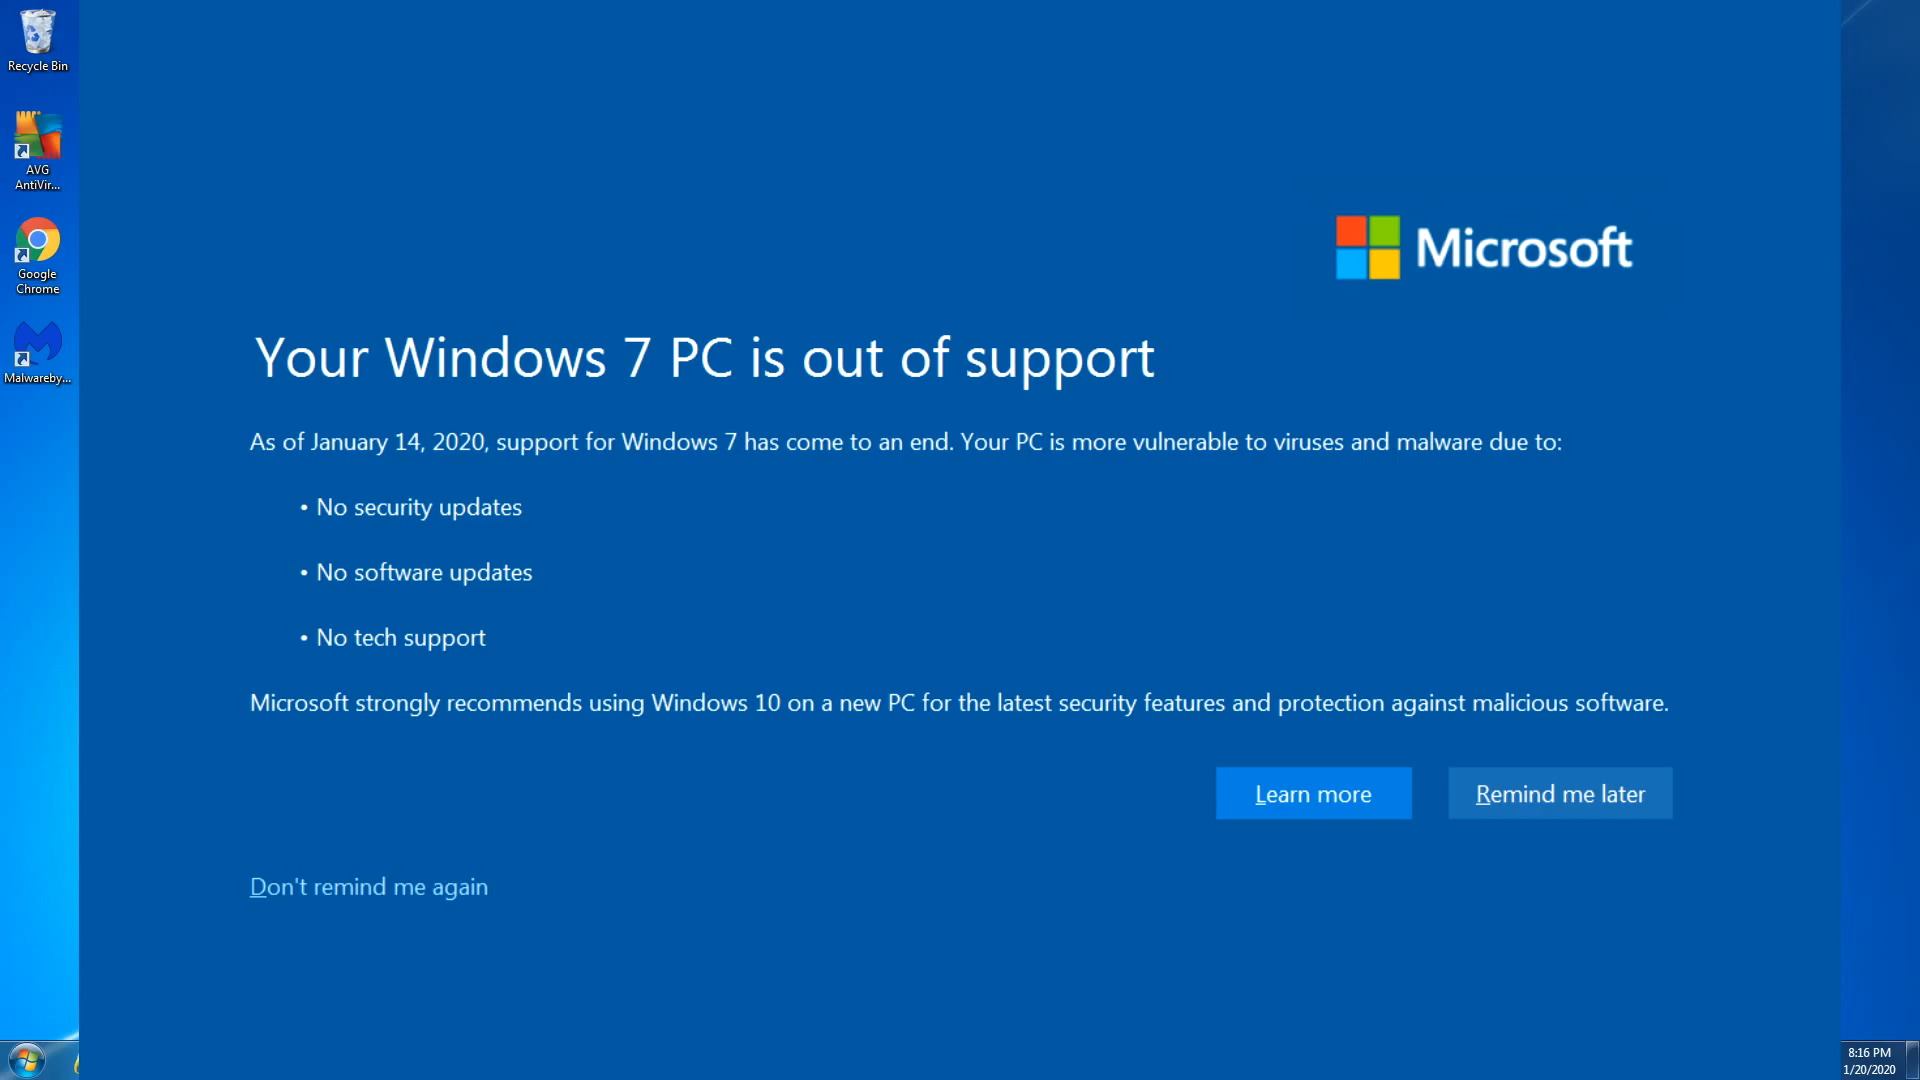 Recycle Bin
AVG
AntiVir...
Google
Chrome
Malwareby...
Microsoft
Your Windows 7 PC is out of support
As of January 14, 2020, support for Windows 7 has come to an end. Your PC is more vulnerable to viruses and malware due to:
• No security updates
• No software updates
• No tech support
Microsoft strongly recommends using Windows 10 on a new PC for the latest security features and protection against malicious software.
Learn more
Remind me later
Don't remind me again
8:16 PM
1/20/2020